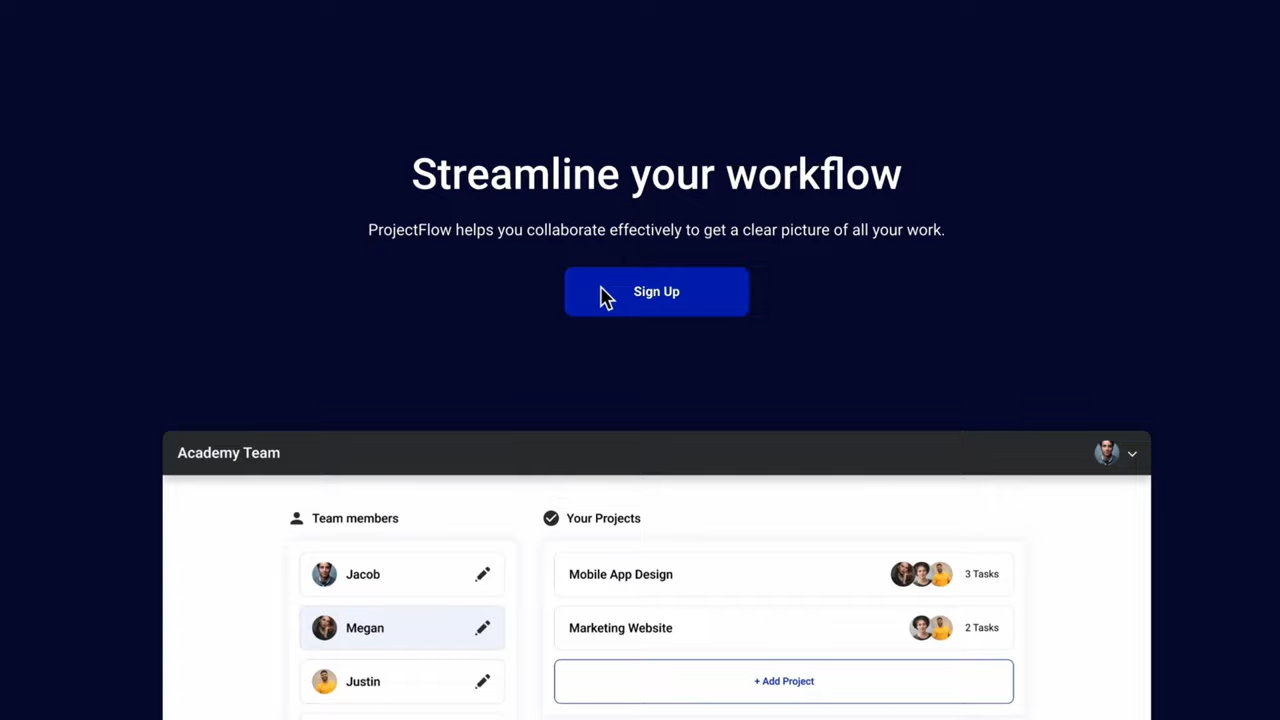 Streamline your workflow
ProjectFlow helps you collaborate effectively to get a clear picture of all your work.
Sign Up
Academy Team
Team members
Your Projects
Jacob
Mobile App Design
3 Tasks
Megan
Marketing Website
2 Tasks
Justin
+ Add Project